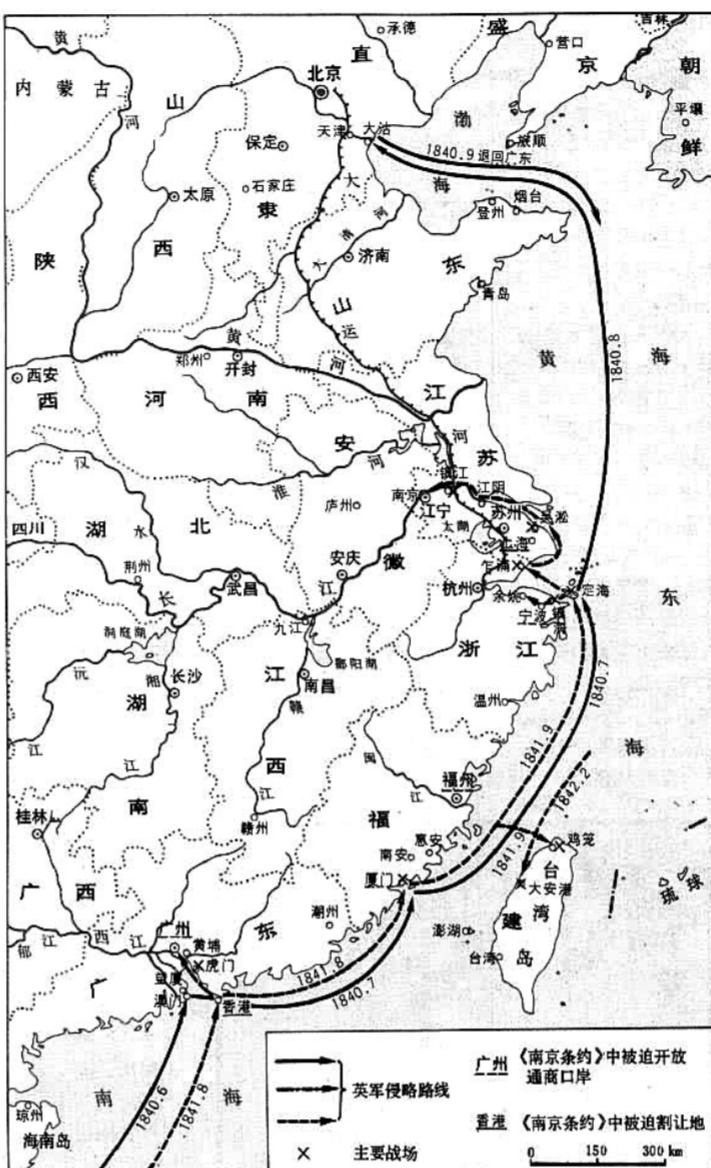 黄
内蒙古
河
山
西
太原
陕
直
承德
盛
营口
吉林
京
朝
鲜
平壤
北京
天津
大沽
渤
海
旅顺
1840.9退回广东
保定
石家庄
隶
大清河
大
登州
烟台
济南
山
东
青岛
运
河
黄
海
1840.8
西安
西
郑州
黄
开封
河
南
安
江
苏
河
汉
水
淮
河
庐州
南京
江宁
镇江
江阴
苏州
吴淞
太湖
上海
四川
湖
北
荆州
长
武昌
安庆
江
徽
杭州
乍浦
余姚
宁波
镇海
定海
东
海
九江
洞庭湖
鄱阳湖
浙
江
沅
江
湘
江
长沙
湖
南
江
西
南昌
赣
江
赣州
温州
1840.7
1841.9
1842.2
闽
江
福州
福
建
惠安
南安
厦门
1841.9
鸡笼
台
湾
岛
大安港
澎湖
台湾
琉球
桂林
广
西
郁江
西江
广
东
广州
黄埔
虎门
澳门
香港
潮州
1841.8
1840.7
南
海
1840.6
1841.8
琼州
海南岛
英军侵略路线
主要战场
广州
《南京条约》中被迫开放
通商口岸
香港
《南京条约》中被迫割让地
0 150 300 km